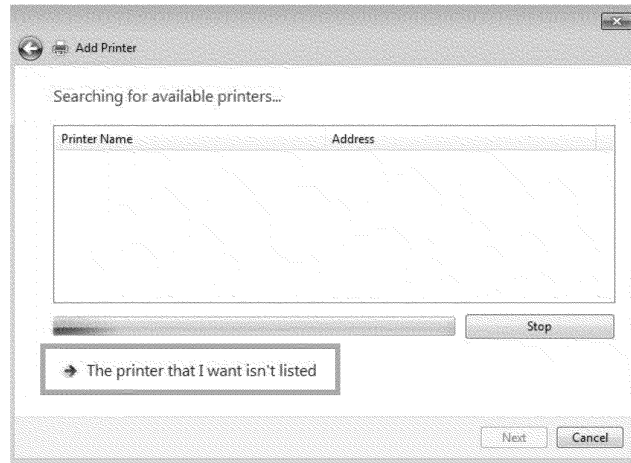 Add Printer
Searching for available printers...
Printer Name Address
Stop
The printer that I want isn't listed
Next Cancel